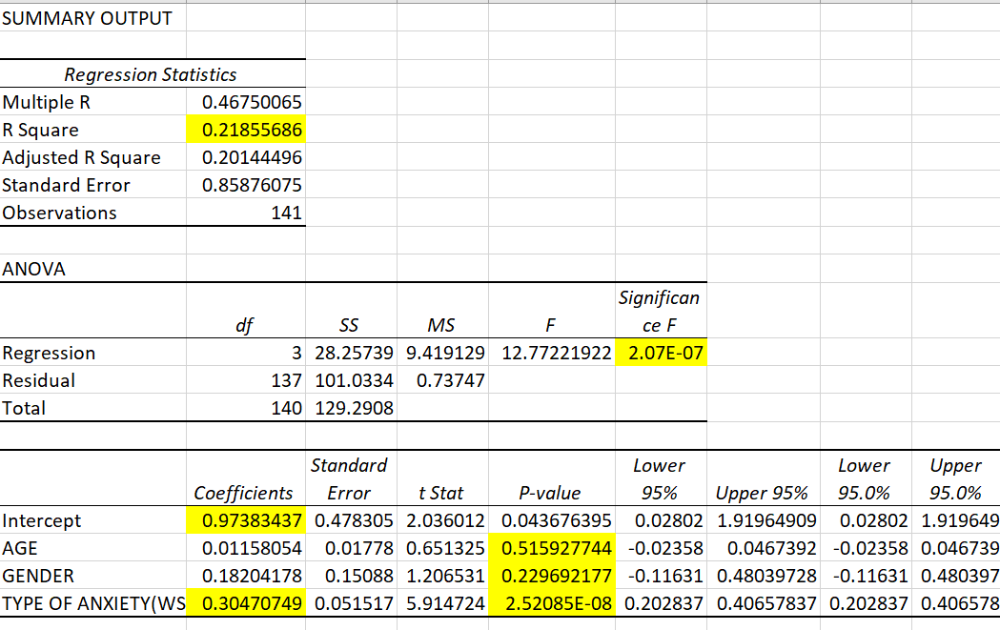 SUMMARY OUTPUT
Regression Statistics
Multiple R 0.46750065
R Square 0.21855686
Adjusted R Square 0.20144496
Standard Error 0.85876075
Observations 141
ANOVA
Significan
df SS MS F ce F
Regression 3 28.25739 9.419129 12.77221922 2.07E-07
Residual 137 101.0334 0.73747
Total 140 129.2908
Standard Lower Lower Upper
Coefficients Error t Stat P-value 95% Upper 95% 95.0% 95.0%
Intercept 0.97383437 0.478305 2.036012 0.043676395 0.02802 1.91964909 0.02802 1.919649
AGE 0.01158054 0.01778 0.651325 0.515927744 -0.02358 0.0467392 -0.02358 0.046739
GENDER 0.18204178 0.15088 1.206531 0.229692177 -0.11631 0.48039728 -0.11631 0.480397
TYPE OF ANXIETY(WS 0.30470749 0.051517 5.914724 2.52085E-08 0.202837 0.40657837 0.202837 0.406578